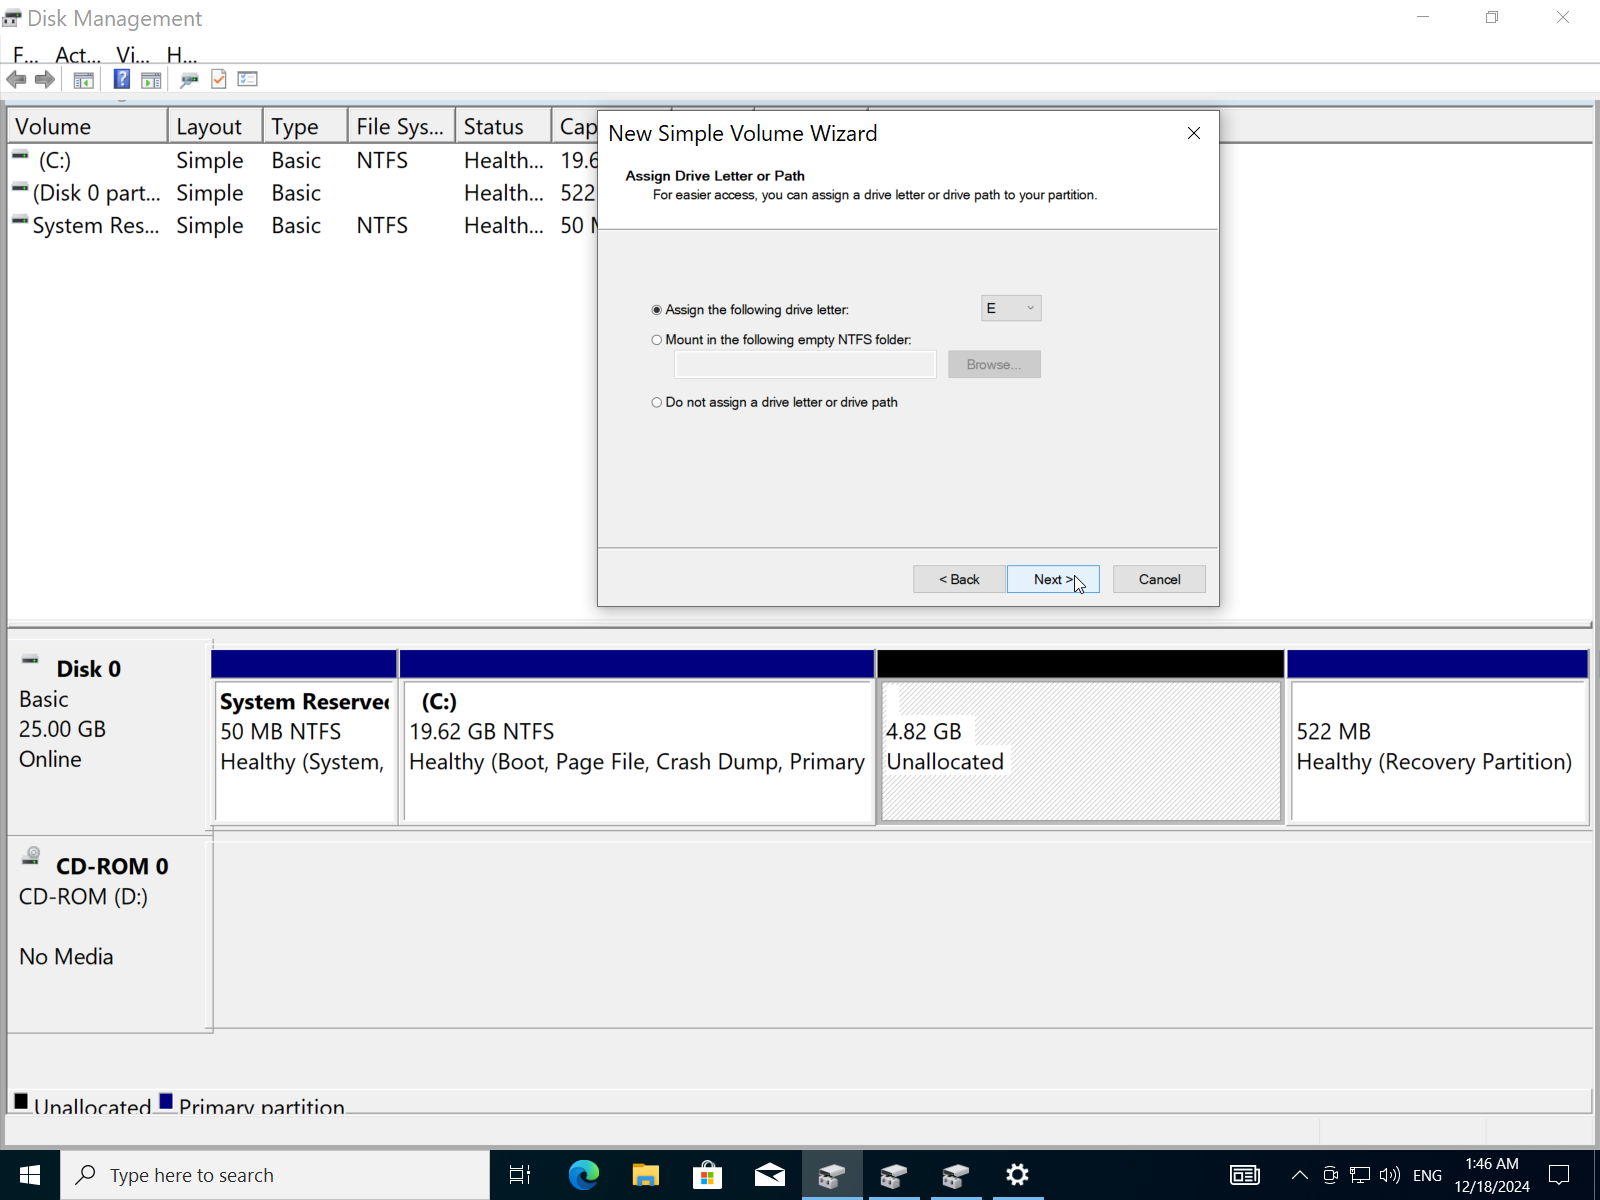 Disk Management
F... Act... Vi... H...
Volume Layout Type File Sys... Status Cap
(C:) Simple Basic NTFS Health... 19.6
(Disk 0 part... Simple Basic Health... 522
System Res... Simple Basic NTFS Health... 50
New Simple Volume Wizard
Assign Drive Letter or Path
For easier access, you can assign a drive letter or drive path to your partition.
Assign the following drive letter: E
Mount in the following empty NTFS folder:
Browse...
Do not assign a drive letter or drive path
< Back Next > Cancel
Disk 0
Basic
25.00 GB
Online
System Reserved
50 MB NTFS
Healthy (System,
(C:)
19.62 GB NTFS
Healthy (Boot, Page File, Crash Dump, Primary
4.82 GB
Unallocated
522 MB
Healthy (Recovery Partition)
CD-ROM 0
CD-ROM (D:)
No Media
Unallocated Primary partition
Type here to search
ENG
1:46 AM
12/18/2024